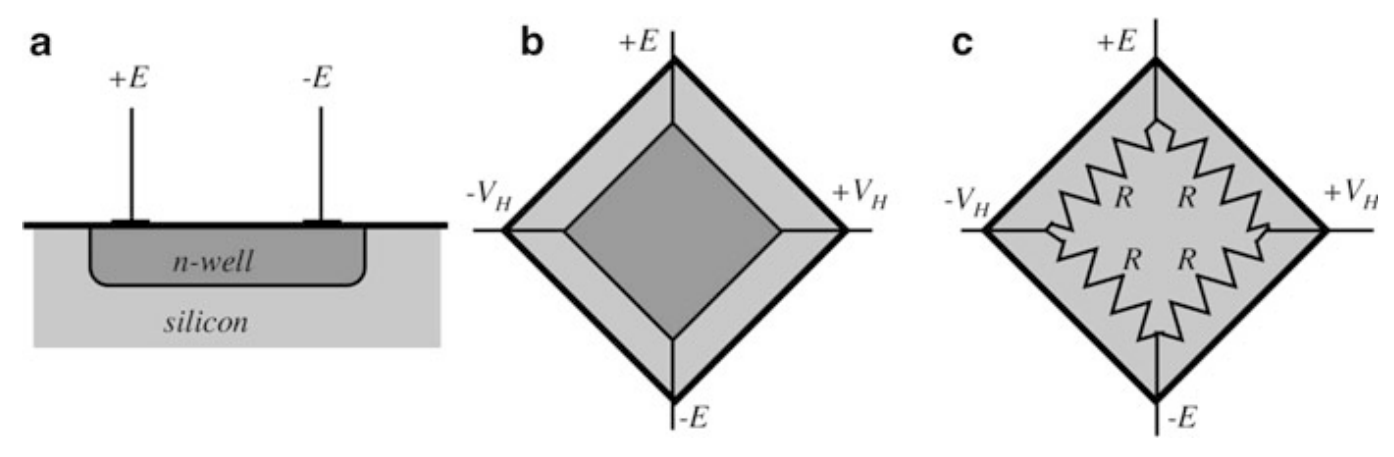 a
+E
-E
n-well
silicon
b
+E
-V_H
+V_H
-E
c
+E
-V_H
+V_H
R
R
R
R
-E